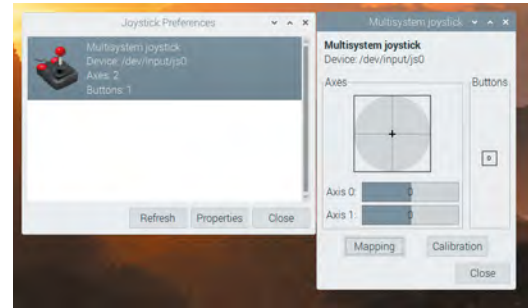 Joystick Preferences
Multisystem joystick
Device: /dev/input/js0
Axes: 2
Buttons: 1
Refresh Properties Close
Multisystem joystick
Multisystem joystick
Device: /dev/input/js0
Axes Buttons
0
Axis 0: 0
Axis 1: 0
Mapping Calibration
Close